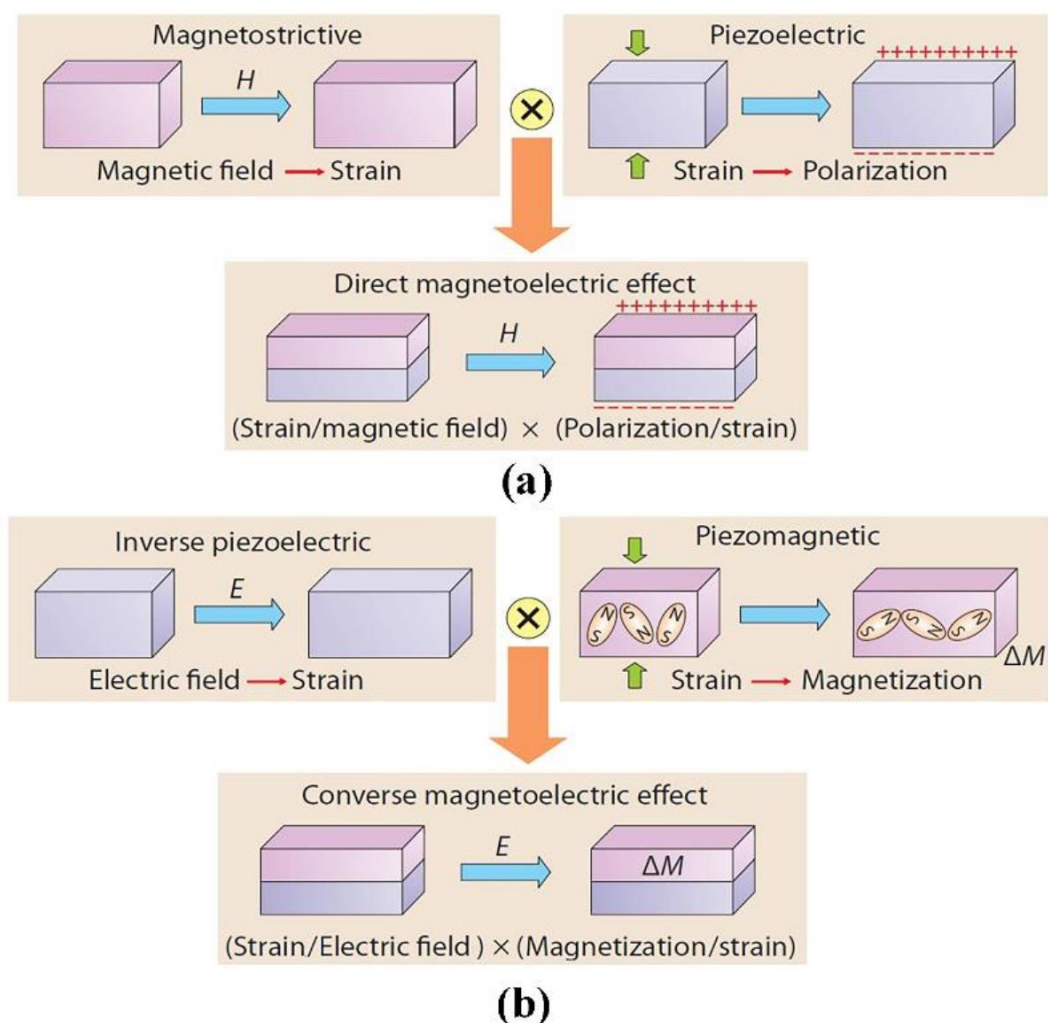 Magnetostrictive
H
Magnetic field → Strain
×
Piezoelectric
++++++++++
−−−−−−−−−−
Strain → Polarization
Direct magnetoelectric effect
++++++++++
H
−−−−−−−−−−
(Strain/magnetic field) × (Polarization/strain)
(a)
Inverse piezoelectric
E
Electric field → Strain
×
Piezomagnetic
N S S N N S
S N S N S N
ΔM
Strain → Magnetization
Converse magnetoelectric effect
E
ΔM
(Strain/Electric field ) × (Magnetization/strain)
(b)